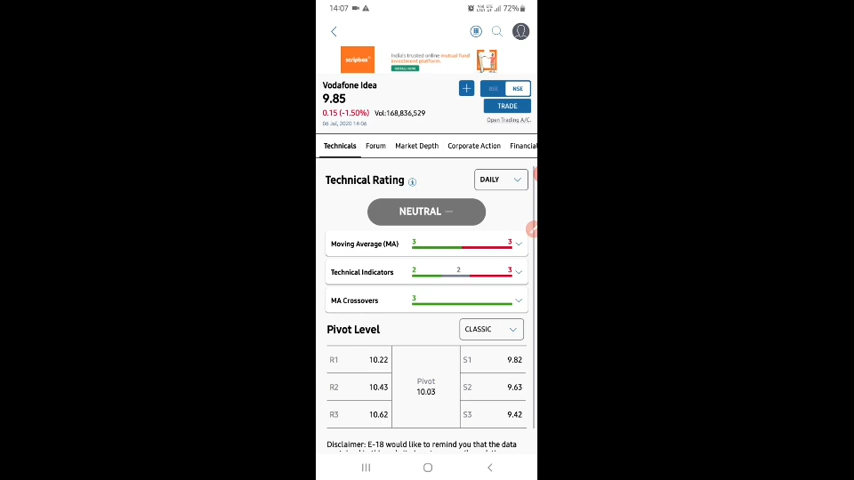 14:07 72%
stripbox
India's trusted online mutual fund
investment platform.
Vodafone Idea
9.85
NSE
TRADE
0.15 (-1.50%) Vol:168,836,529
06 Jul, 2020 14:06
Open Trading A/C.
Technicals Forum Market Depth Corporate Action Financial
Technical Rating DAILY
NEUTRAL --
Moving Average (MA) 3 3
Technical Indicators 2 2 3
MA Crossovers 3
Pivot Level CLASSIC
R1 10.22 S1 9.82
R2 10.43 Pivot 10.03 S2 9.63
R3 10.62 S3 9.42
Disclaimer: E-18 would like to remind you that the data